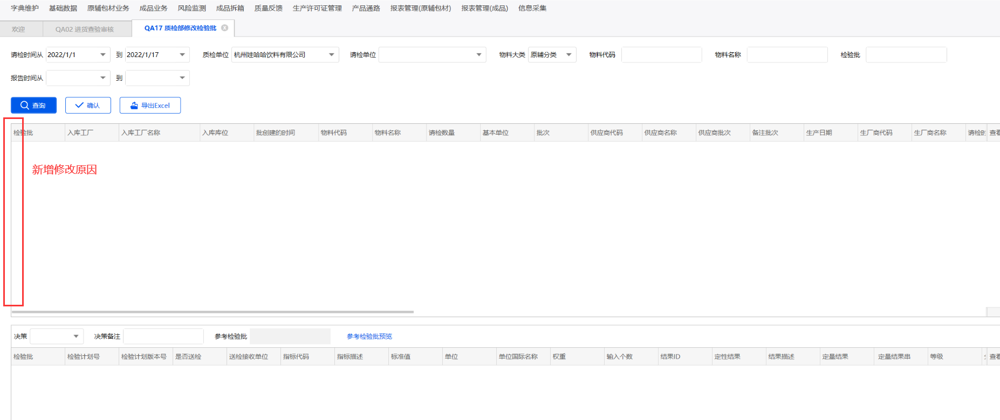 字典维护 基础数据 原辅包材业务 成品业务 风险监测 成品拆箱 质量反馈 生产许可证管理 产品通路 报表管理(原辅包材) 报表管理(成品) 信息采集
欢迎 QA02 进货查验审核 QA17 质检部修改检验批
请检时间从 2022/1/1 到 2022/1/17 质检单位 杭州娃哈哈饮料有限公司 请检单位 物料大类 原辅分类 物料代码 物料名称 检验批
报告时间从 到
查询 确认 导出Excel
检验批 入库工厂 入库工厂名称 入库库位 批创建的时间 物料代码 物料名称 请检数量 基本单位 批次 供应商代码 供应商名称 供应商批次 备注批次 生产日期 生厂商代码 生厂商名称 请检时 查看
新增修改原因
决策 决策备注 参考检验批 参考检验批预览
检验批 检验计划号 检验计划版本号 是否送检 送检接收单位 指标代码 指标描述 标准值 单位 单位国际名称 权重 输入个数 结果ID 定性结果 结果描述 定量结果 定量结果串 等级 查看